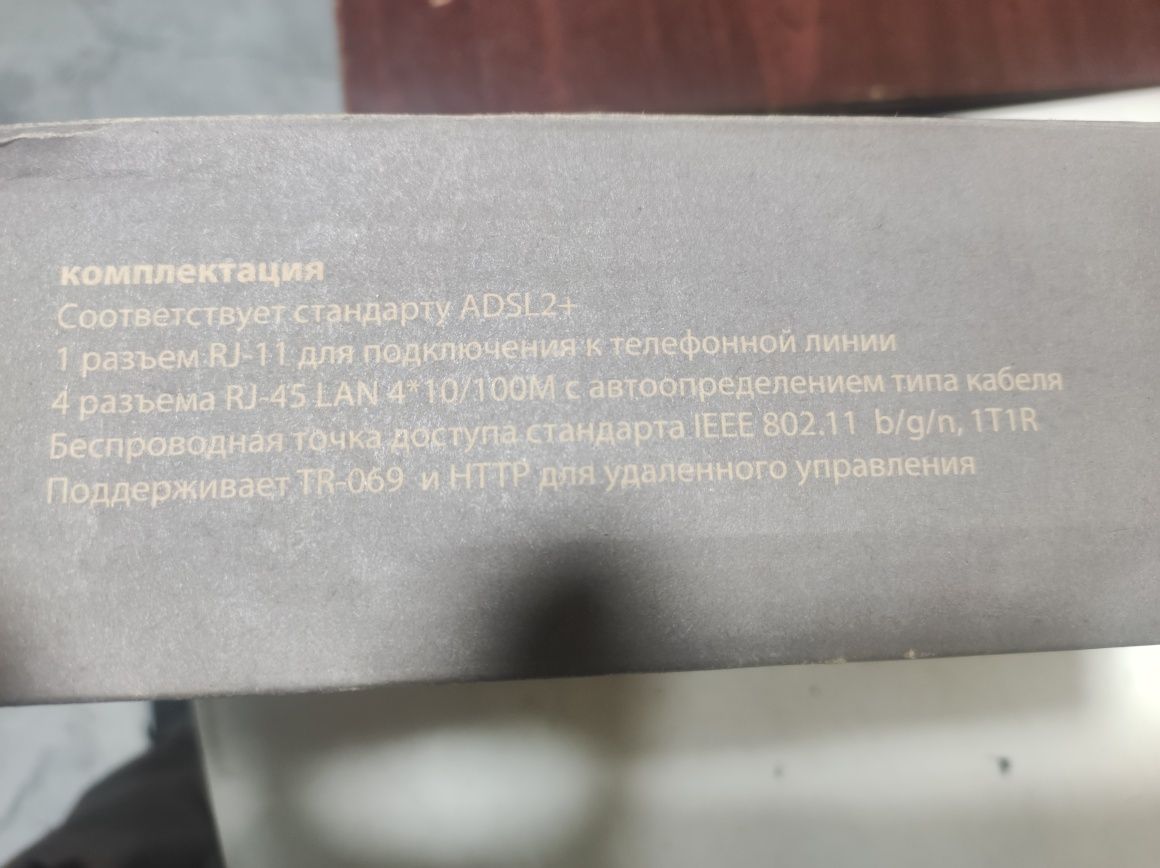 комплектация
Соответствует стандарту ADSL2+
1 разъем RJ-11 для подключения к телефонной линии
4 разъема RJ-45 LAN 4*10/100M с автоопределением типа кабеля
Беспроводная точка доступа стандарта IEEE 802.11 b/g/n, 1T1R
Поддерживает TR-069 и HTTP для удаленного управления